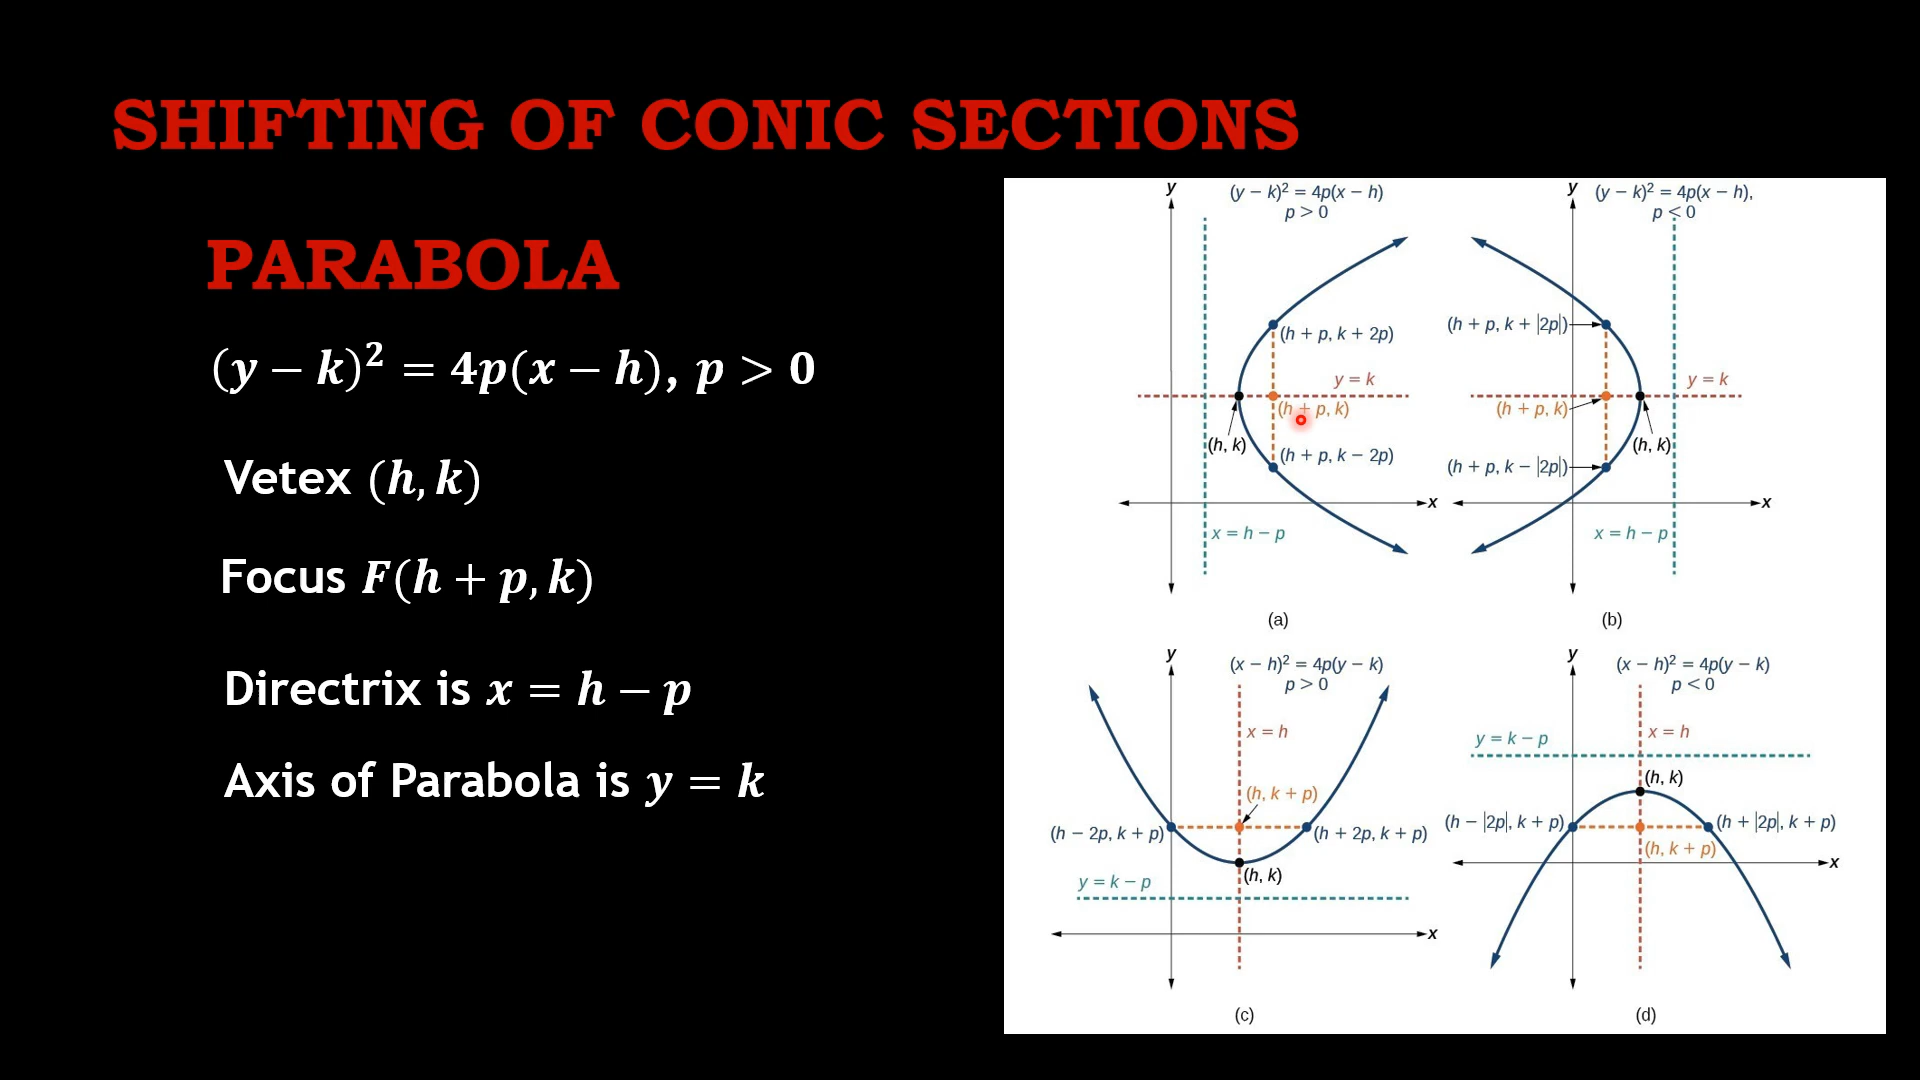 SHIFTING OF CONIC SECTIONS
PARABOLA
(y − k)² = 4p(x − h), p > 0
Vetex (h, k)
Focus F(h + p, k)
Directrix is x = h − p
Axis of Parabola is y = k
y
(y − k)² = 4p(x − h)
p > 0
(h + p, k + 2p)
y = k
(h + p, k)
(h, k)
(h + p, k − 2p)
x
x = h − p
(a)
y
(y − k)² = 4p(x − h),
p < 0
(h + p, k + |2p|)
y = k
(h + p, k)
(h, k)
(h + p, k − |2p|)
x
x = h − p
(b)
y
(x − h)² = 4p(y − k)
p > 0
x = h
(h, k + p)
(h − 2p, k + p)
(h + 2p, k + p)
(h, k)
y = k − p
x
(c)
y
(x − h)² = 4p(y − k)
p < 0
x = h
y = k − p
(h, k)
(h − |2p|, k + p)
(h + |2p|, k + p)
(h, k + p)
x
(d)